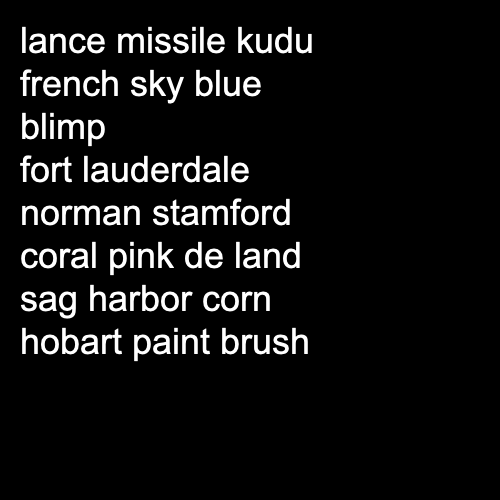 lance missile kudu
french sky blue
blimp
fort lauderdale
norman stamford
coral pink de land
sag harbor corn
hobart paint brush